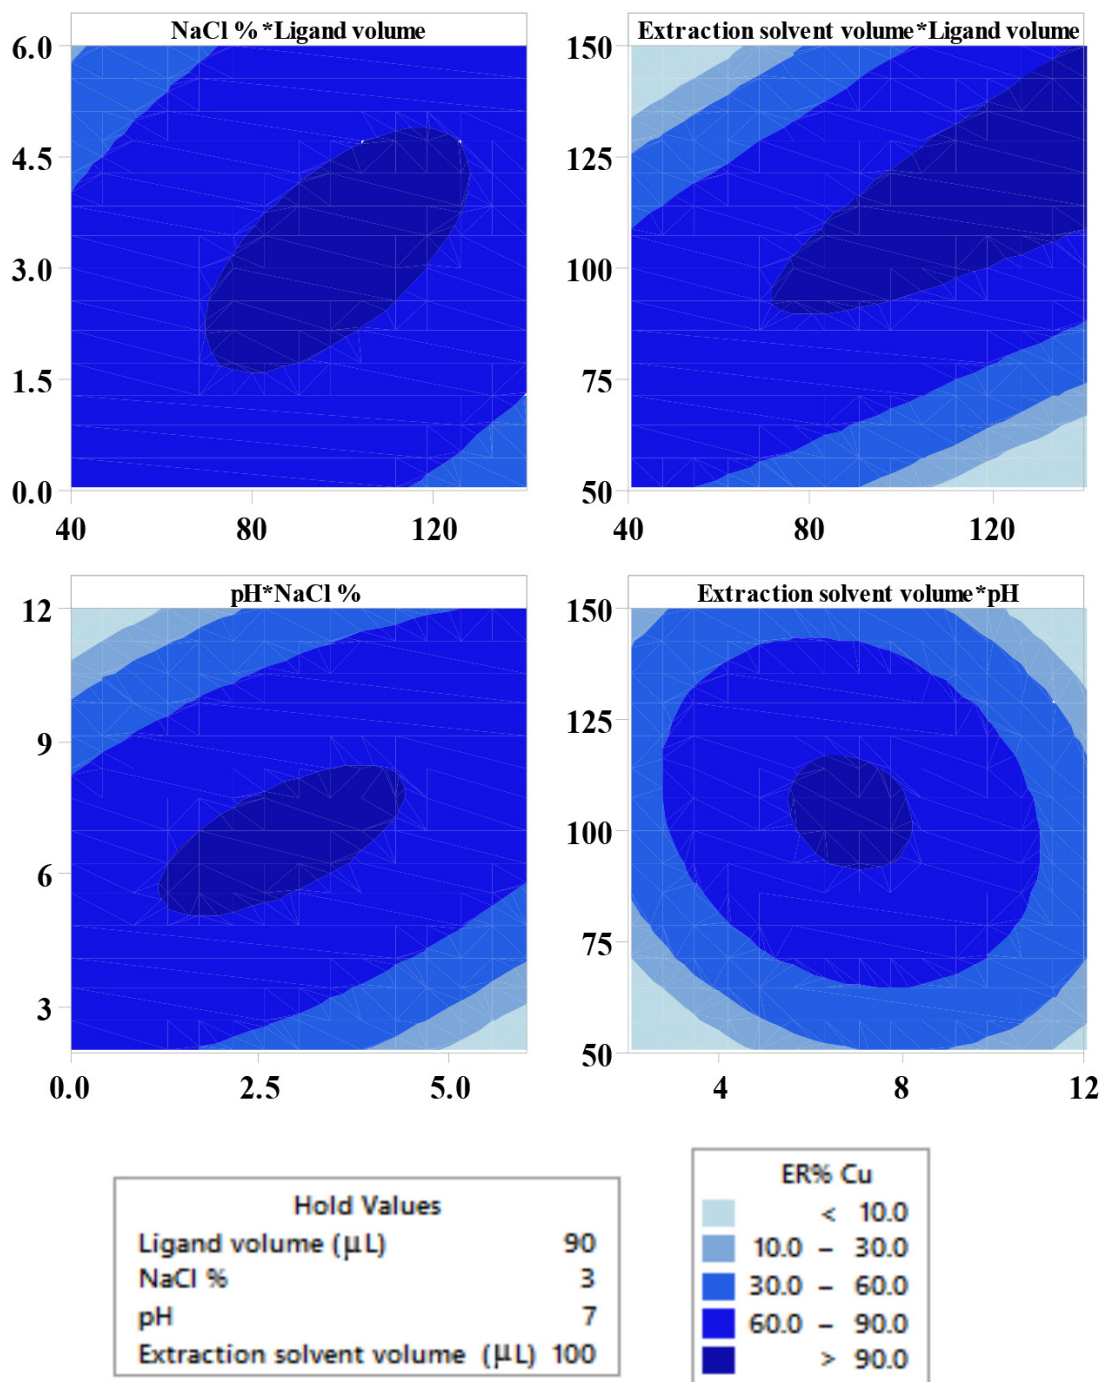 NaCl %*Ligand volume
6.0
4.5
3.0
1.5
0.0
40 80 120
Extraction solvent volume*Ligand volume
150
125
100
75
50
40 80 120
pH*NaCl %
12
9
6
3
0.0 2.5 5.0
Extraction solvent volume*pH
150
125
100
75
50
4 8 12
Hold Values
Ligand volume (μL) 90
NaCl % 3
pH 7
Extraction solvent volume (μL) 100
ER% Cu
< 10.0
10.0 – 30.0
30.0 – 60.0
60.0 – 90.0
> 90.0